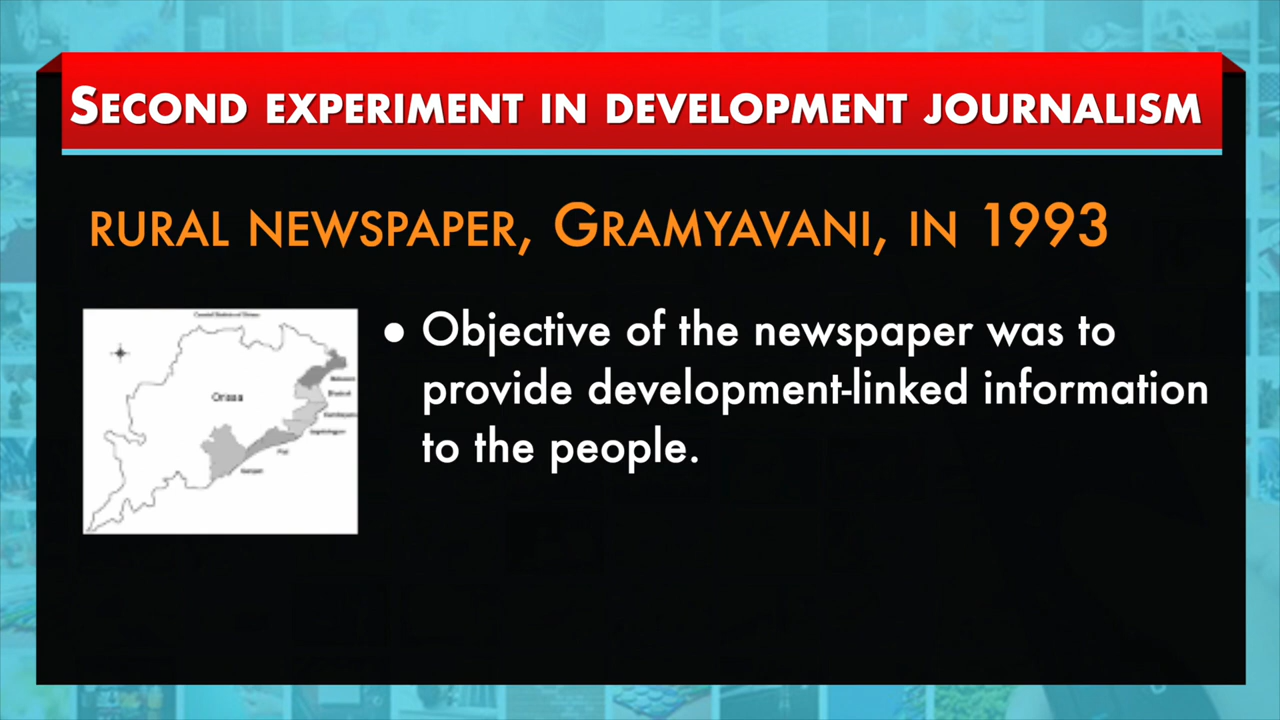 SECOND EXPERIMENT IN DEVELOPMENT JOURNALISM
RURAL NEWSPAPER, GRAMYAVANI, IN 1993
Orissa
• Objective of the newspaper was to
provide development-linked information
to the people.